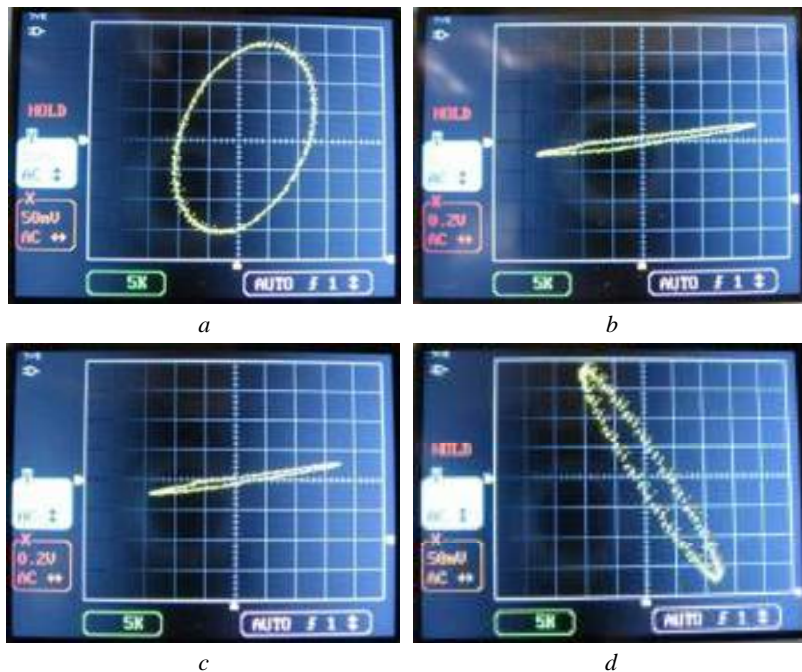 HOLD
AC ↕
X
50mV
AC ↔
5K
AUTO ⨍ 1 ↕
a
HOLD
AC ↕
X
0.2V
AC ↔
5K
AUTO ⨍ 1 ↕
b
AC ↕
X
0.2V
AC ↔
5K
AUTO ⨍ 1 ↕
c
HOLD
AC ↕
X
50mV
AC ↔
5K
AUTO ⨍ 1 ↕
d